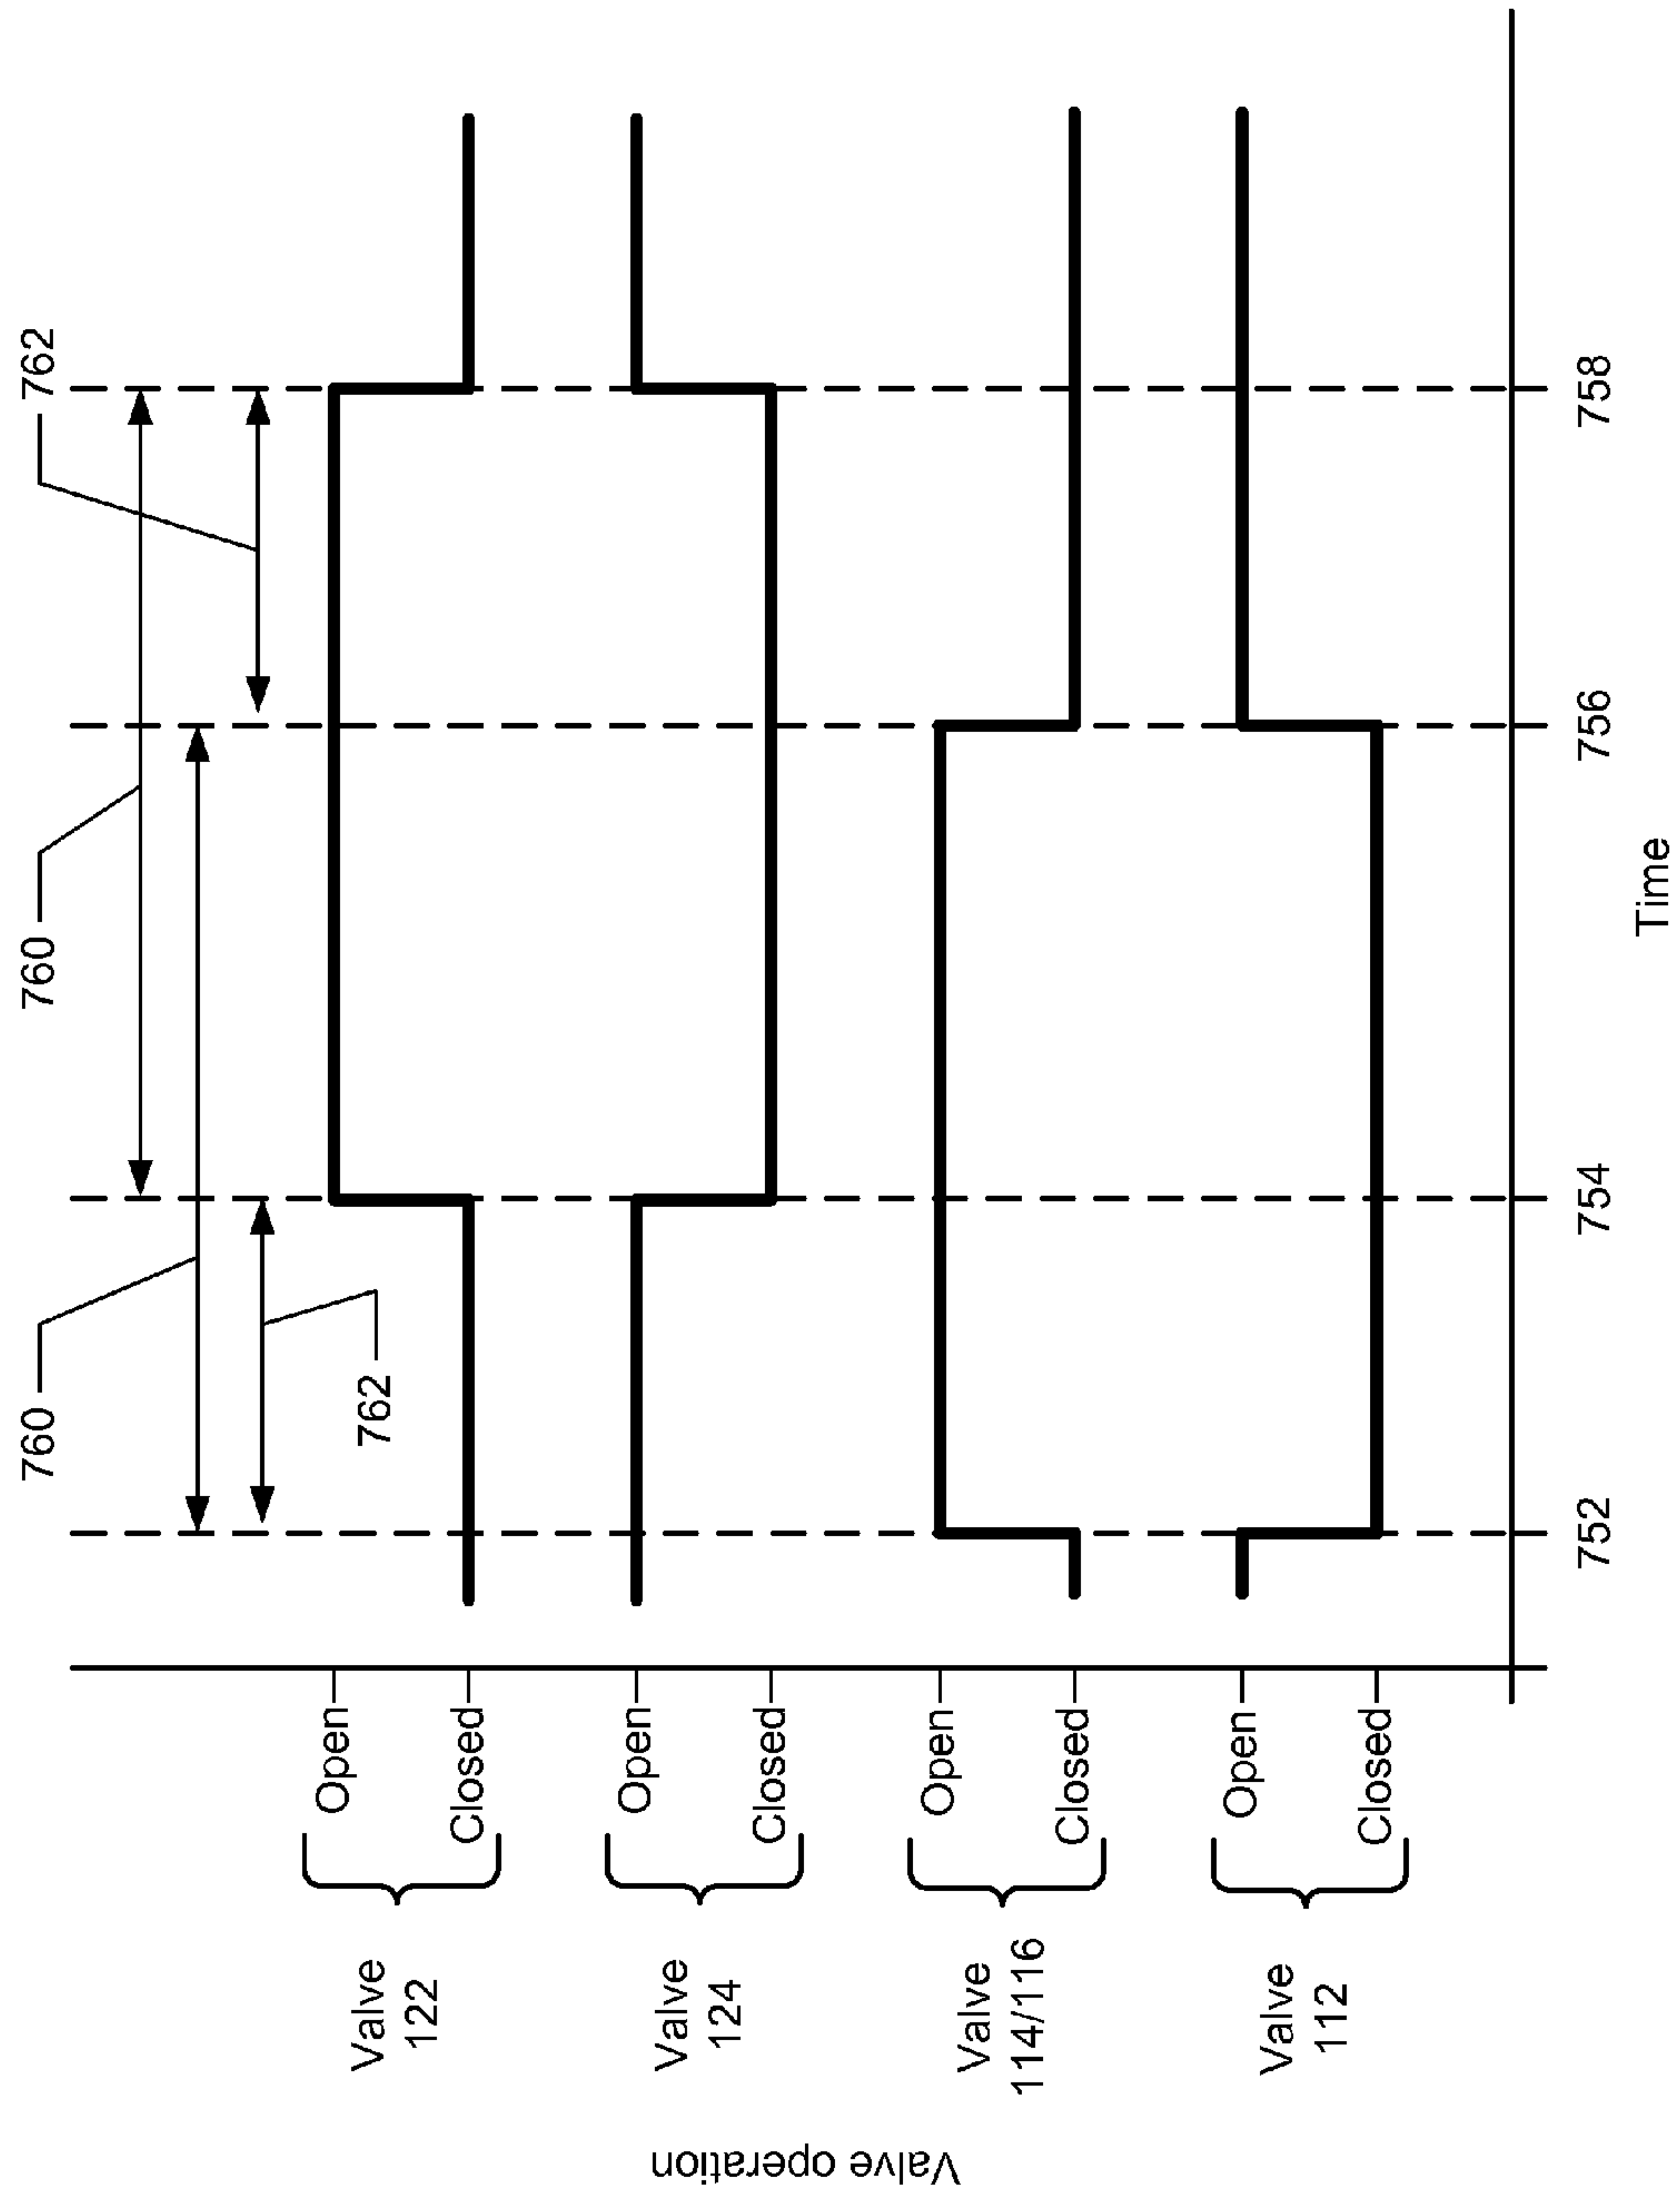 760
762
760
762
Valve operation
Valve
122
Open
Closed
Valve
124
Open
Closed
Valve
114/116
Open
Closed
Valve
112
Open
Closed
752
754
756
758
Time